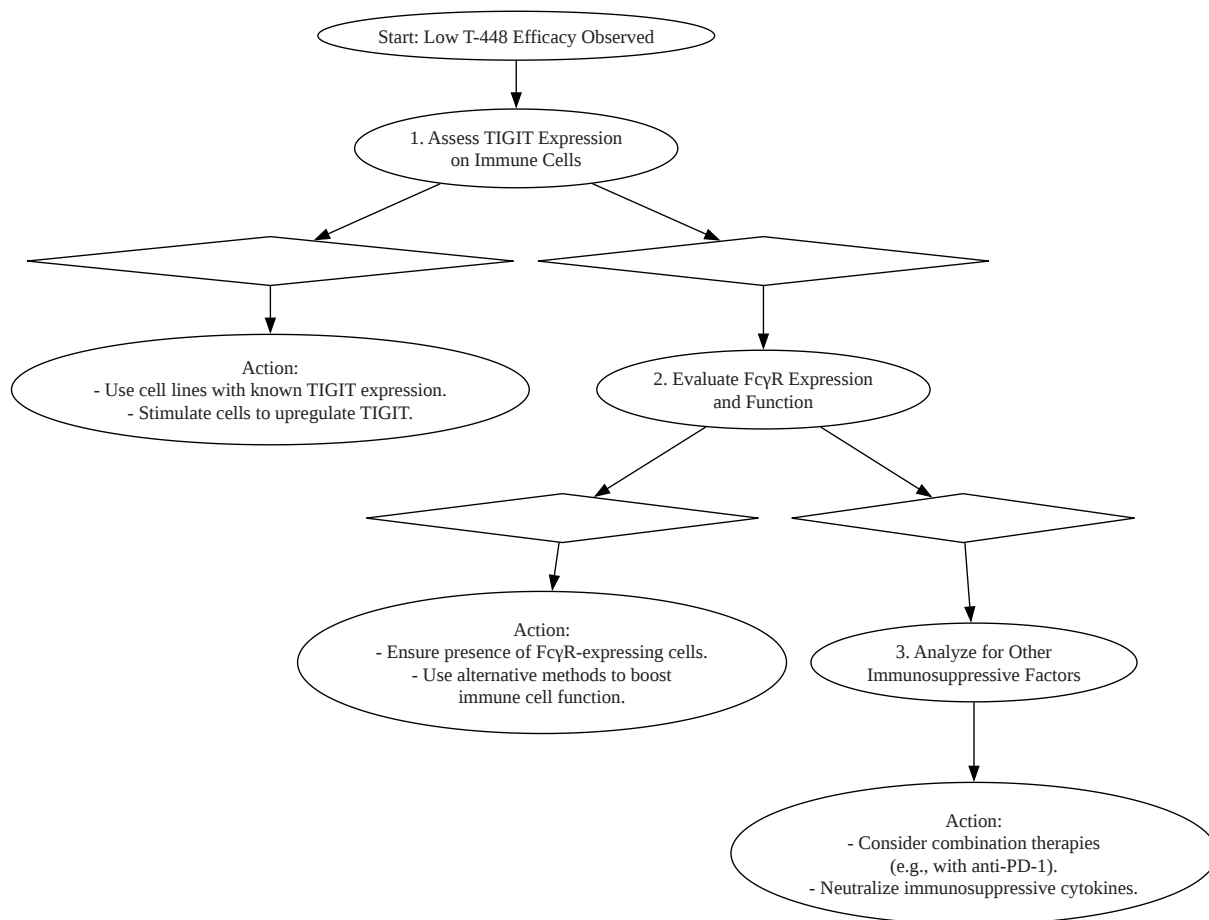 Start: Low T-448 Efficacy Observed
1. Assess TIGIT Expression
on Immune Cells
Action:
- Use cell lines with known TIGIT expression.
- Stimulate cells to upregulate TIGIT.
2. Evaluate FcγR Expression
and Function
Action:
- Ensure presence of FcγR-expressing cells.
- Use alternative methods to boost
immune cell function.
3. Analyze for Other
Immunosuppressive Factors
Action:
- Consider combination therapies
(e.g., with anti-PD-1).
- Neutralize immunosuppressive cytokines.